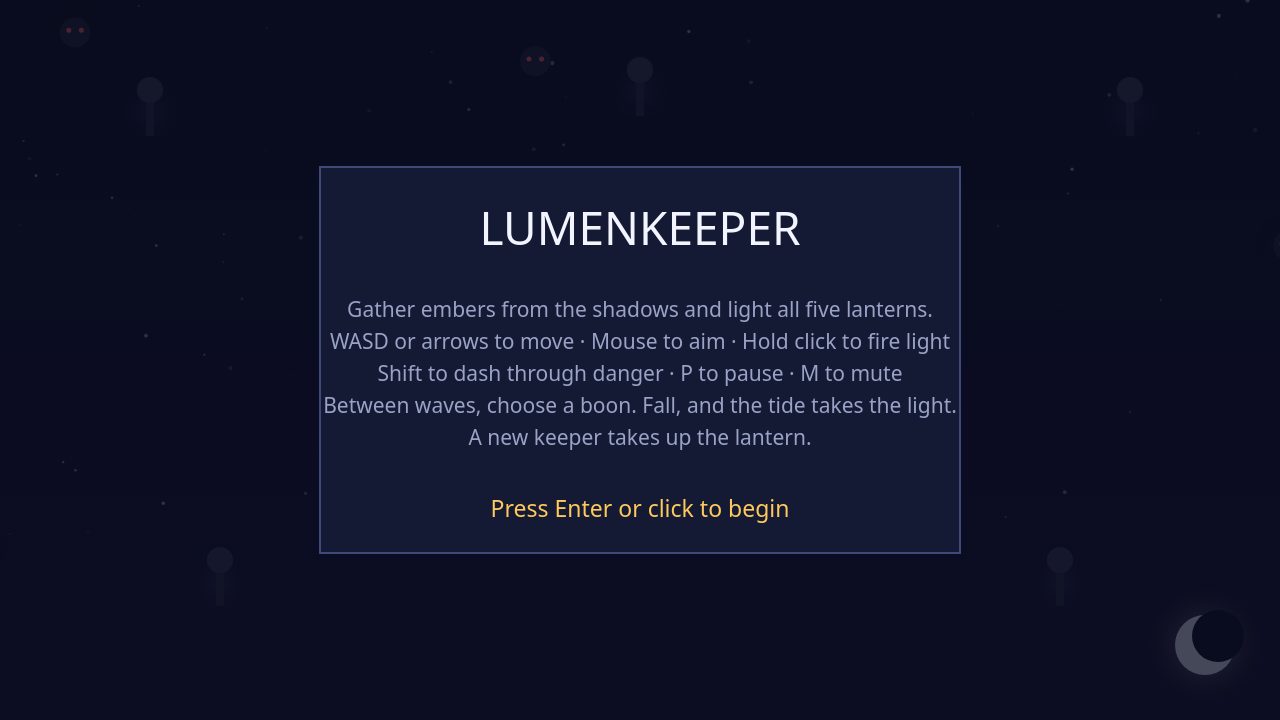 LUMENKEEPER
Gather embers from the shadows and light all five lanterns.
WASD or arrows to move · Mouse to aim · Hold click to fire light
Shift to dash through danger · P to pause · M to mute
Between waves, choose a boon. Fall, and the tide takes the light.
A new keeper takes up the lantern.
Press Enter or click to begin